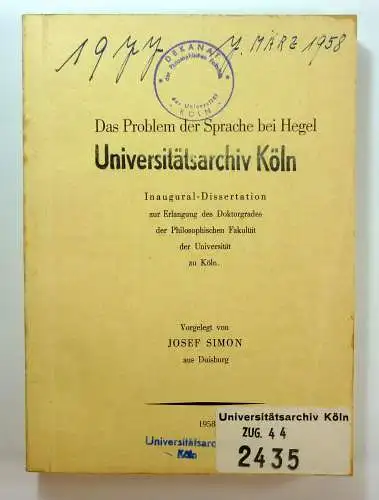 1977 7. MÄRZ 1958
DEKANAT
der Philosophischen Fakultät
der Universität
KÖLN
Das Problem der Sprache bei Hegel
Universitätsarchiv Köln
Inaugural-Dissertation
zur Erlangung des Doktorgrades
der Philosophischen Fakultät
der Universität
zu Köln.
Vorgelegt von
JOSEF SIMON
aus Duisburg
1958
Universitätsarc
Köln
Universitätsarchiv Köln
ZUG. 44
2435